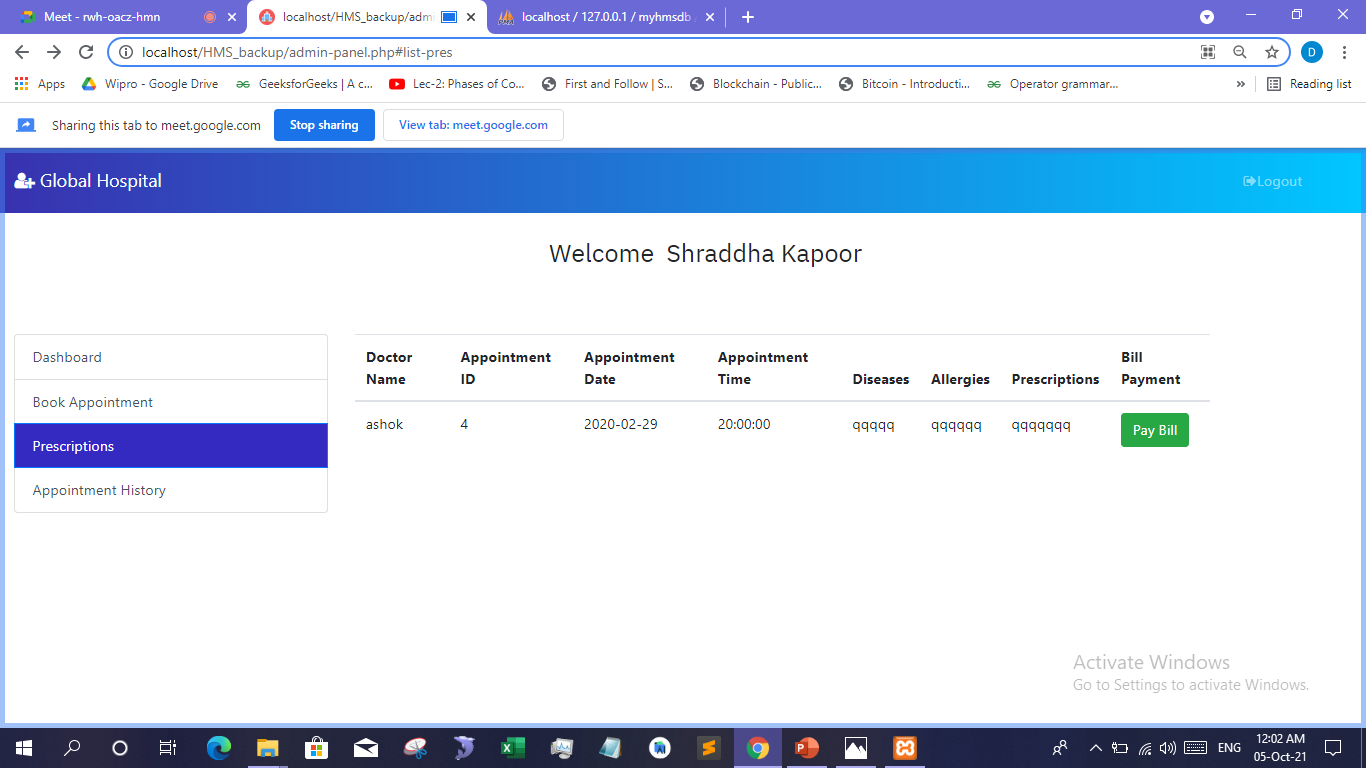 Meet - rwh-oacz-hmn
localhost/HMS_backup/admi
localhost / 127.0.0.1 / myhmsdb
localhost/HMS_backup/admin-panel.php#list-pres
D
Apps
Wipro - Google Drive
GeeksforGeeks | A c...
Lec-2: Phases of Co...
First and Follow | S...
Blockchain - Public...
Bitcoin - Introducti...
Operator grammar...
»
Reading list
Sharing this tab to meet.google.com
Stop sharing
View tab: meet.google.com
Global Hospital
Logout
Welcome Shraddha Kapoor
Dashboard
Book Appointment
Prescriptions
Appointment History
Doctor Name
Appointment ID
Appointment Date
Appointment Time
Diseases
Allergies
Prescriptions
Bill Payment
ashok
4
2020-02-29
20:00:00
qqqqq
qqqqqq
qqqqqqq
Pay Bill
Activate Windows
Go to Settings to activate Windows.
ENG
12:02 AM
05-Oct-21